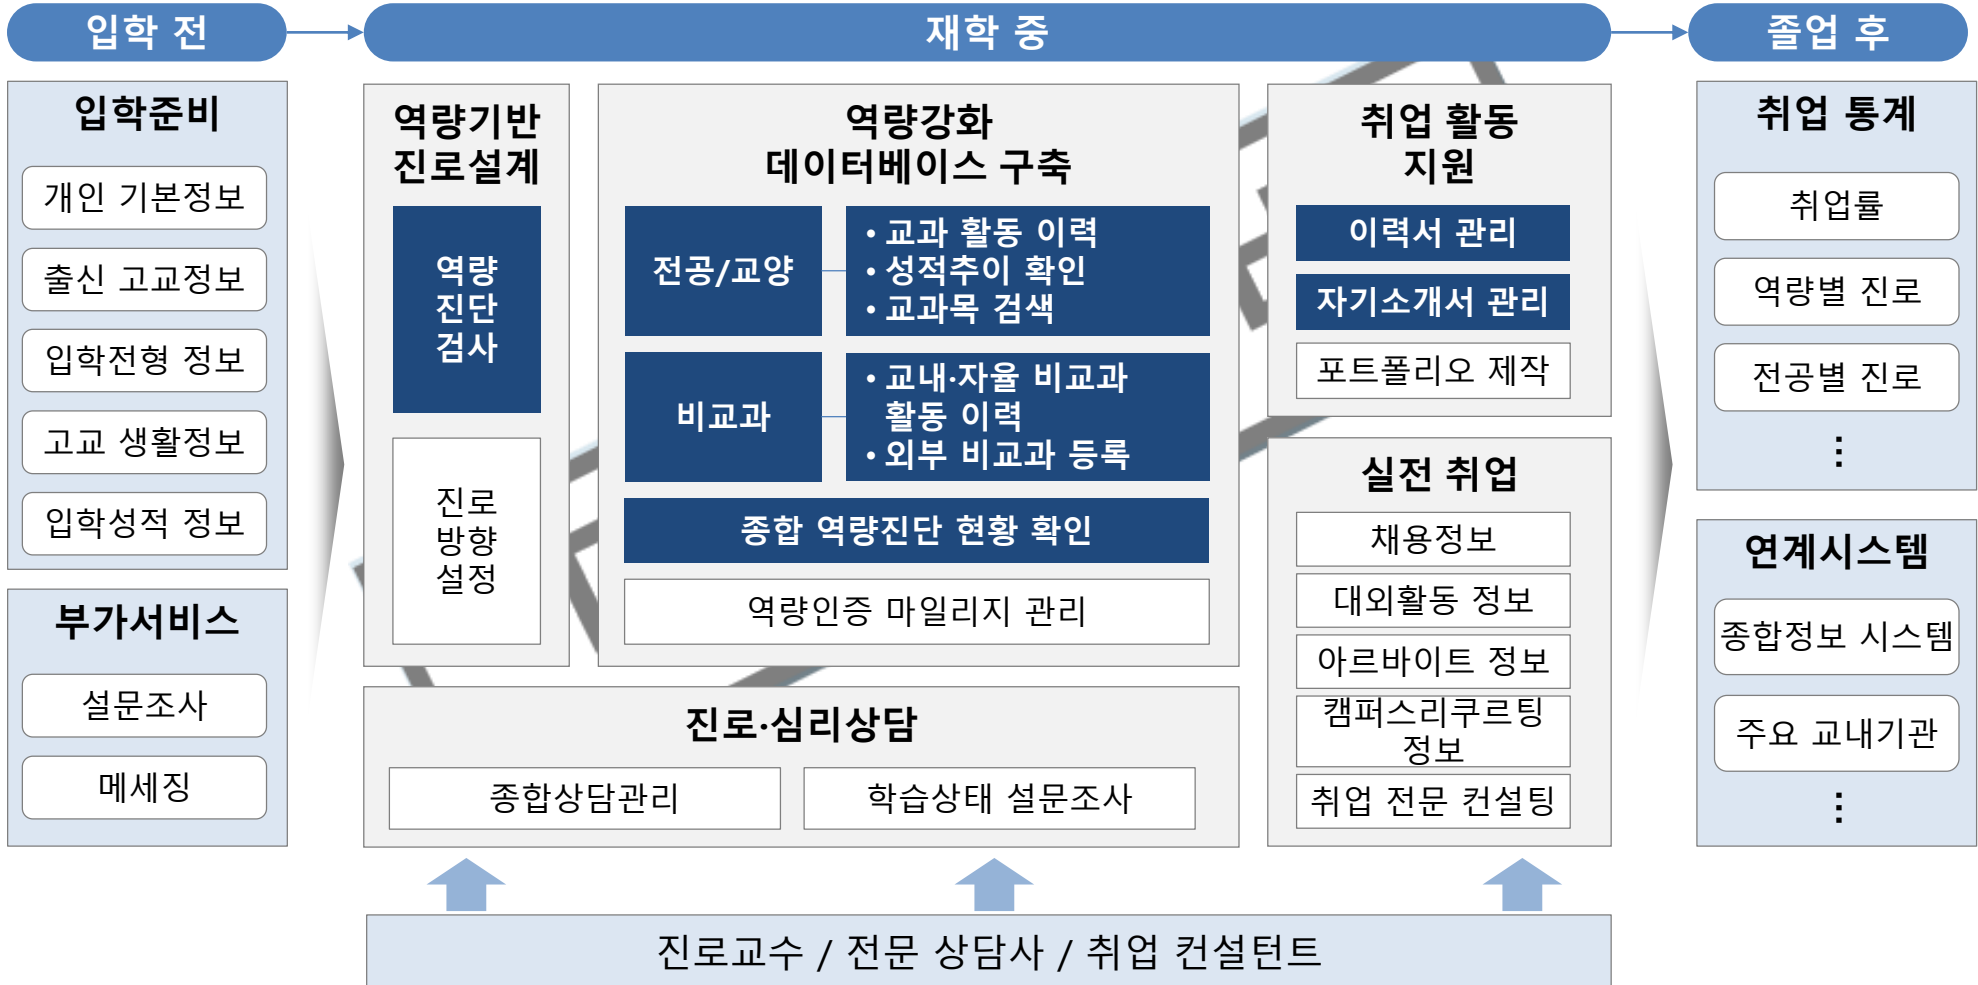 입학 전
재학 중
졸업 후
입학준비
개인 기본정보
출신 고교정보
입학전형 정보
고교 생활정보
입학성적 정보
부가서비스
설문조사
메세징
역량기반
진로설계
역량
진단
검사
진로
방향
설정
역량강화
데이터베이스 구축
전공/교양
• 교과 활동 이력
• 성적추이 확인
• 교과목 검색
비교과
• 교내·자율 비교과
활동 이력
• 외부 비교과 등록
종합 역량진단 현황 확인
역량인증 마일리지 관리
진로·심리상담
종합상담관리
학습상태 설문조사
취업 활동
지원
이력서 관리
자기소개서 관리
포트폴리오 제작
실전 취업
채용정보
대외활동 정보
아르바이트 정보
캠퍼스리쿠르팅
정보
취업 전문 컨설팅
취업 통계
취업률
역량별 진로
전공별 진로
⋮
연계시스템
종합정보 시스템
주요 교내기관
⋮
진로교수 / 전문 상담사 / 취업 컨설턴트